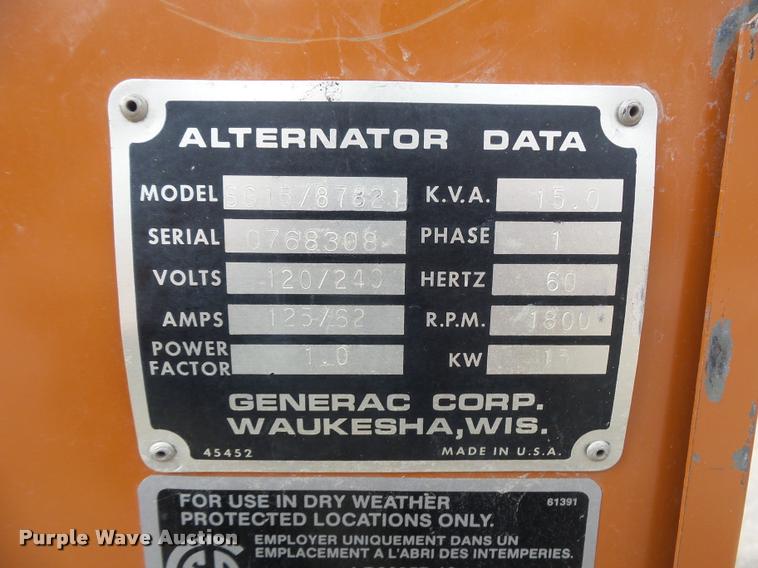 ALTERNATOR DATA
MODEL SG15/87821 K.V.A. 15.0
SERIAL 0768308 PHASE 1
VOLTS 120/240 HERTZ 60
AMPS 125/62 R.P.M. 1800
POWER FACTOR 1.0 KW 15
GENERAC CORP.
WAUKESHA, WIS.
45452 MADE IN U.S.A.
FOR USE IN DRY WEATHER 61391
PROTECTED LOCATIONS ONLY.
EMPLOYER UNIQUEMENT DANS UN
EMPLACEMENT A L'ABRI DES INTEMPERIES.
Purple Wave Auction